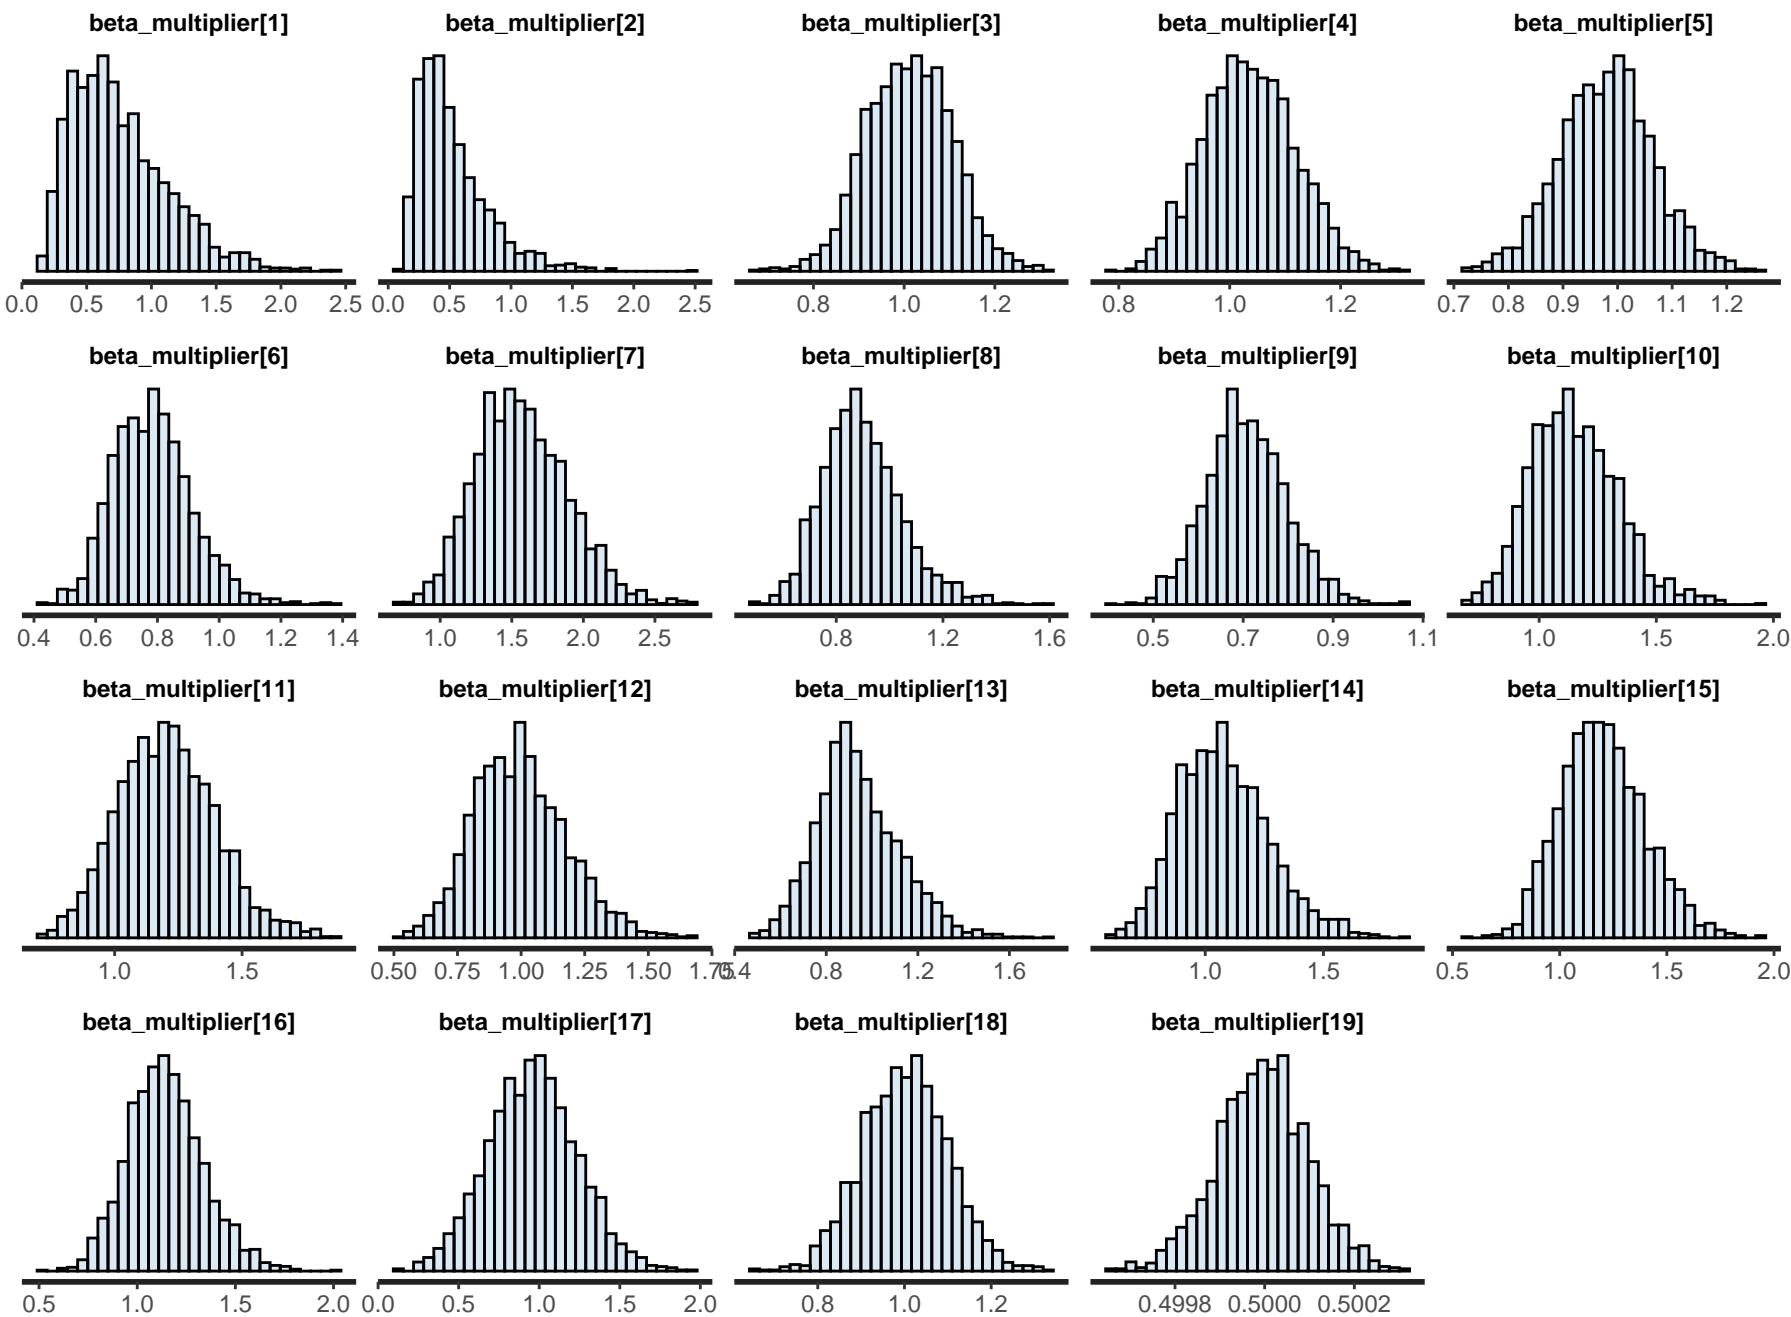 beta_multiplier[1] beta_multiplier[2] beta_multiplier[3] beta_multiplier[4] beta_multiplier[5]
0.0 0.5 1.0 1.5 2.0 2.5 0.0 0.5 1.0 1.5 2.0 2.5 0.8 1.0 1.2 0.8 1.0 1.2 0.7 0.8 0.9 1.0 1.1 1.2
beta_multiplier[6] beta_multiplier[7] beta_multiplier[8] beta_multiplier[9] beta_multiplier[10]
0.4 0.6 0.8 1.0 1.2 1.4 1.0 1.5 2.0 2.5 0.8 1.2 1.6 0.5 0.7 0.9 1.1 1.0 1.5 2.0
beta_multiplier[11] beta_multiplier[12] beta_multiplier[13] beta_multiplier[14] beta_multiplier[15]
1.0 1.5 0.50 0.75 1.00 1.25 1.50 1.75 0.4 0.8 1.2 1.6 1.0 1.5 0.5 1.0 1.5 2.0
beta_multiplier[16] beta_multiplier[17] beta_multiplier[18] beta_multiplier[19]
0.5 1.0 1.5 2.0 0.0 0.5 1.0 1.5 2.0 0.8 1.0 1.2 0.4998 0.5000 0.5002